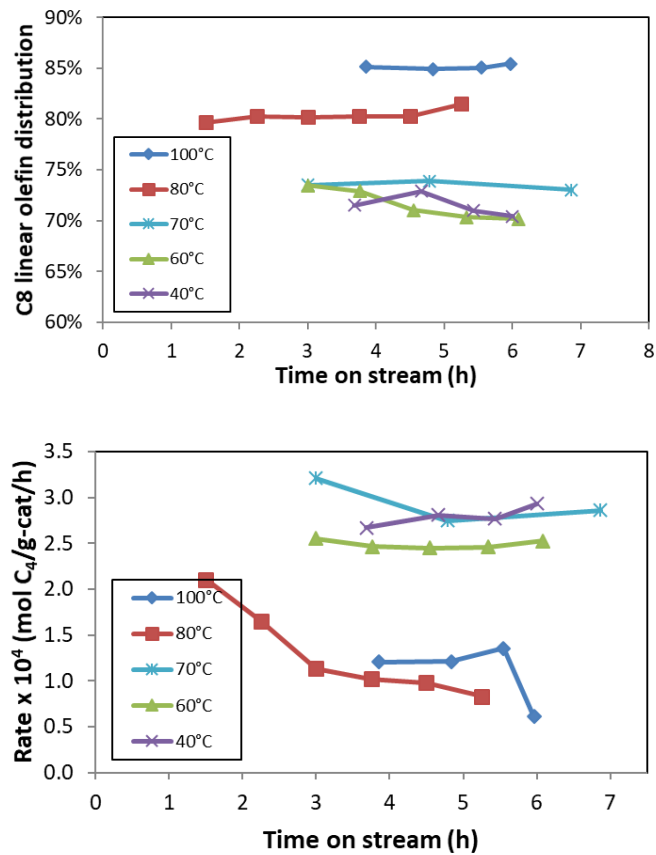 90%
85%
80%
75%
70%
65%
60%
C8 linear olefin distribution
100°C
80°C
70°C
60°C
40°C
0 1 2 3 4 5 6 7 8
Time on stream (h)
3.5
3.0
2.5
2.0
1.5
1.0
0.5
0.0
Rate x 10⁴ (mol C₄/g-cat/h)
100°C
80°C
70°C
60°C
40°C
0 1 2 3 4 5 6 7
Time on stream (h)